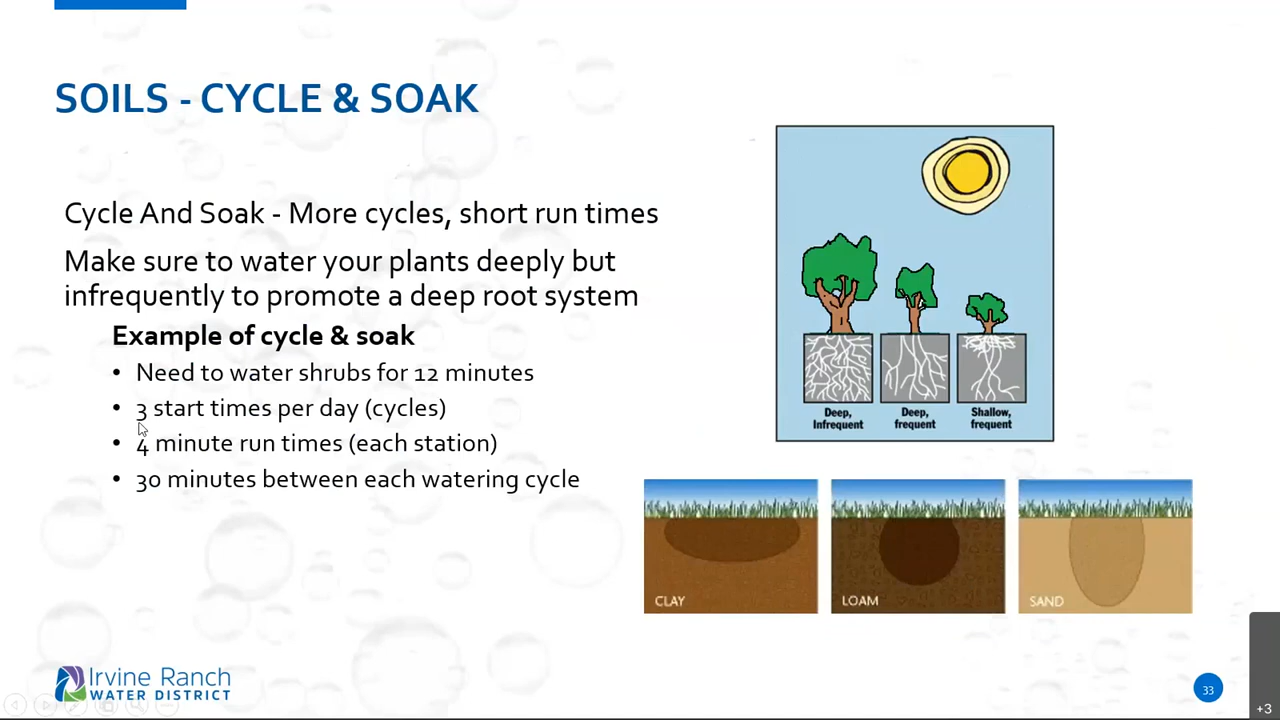 SOILS - CYCLE & SOAK
Cycle And Soak - More cycles, short run times
Make sure to water your plants deeply but
infrequently to promote a deep root system
Example of cycle & soak
• Need to water shrubs for 12 minutes
• 3 start times per day (cycles)
• 4 minute run times (each station)
• 30 minutes between each watering cycle
Deep,
Infrequent
Deep,
frequent
Shallow,
frequent
CLAY
LOAM
SAND
Irvine Ranch
WATER DISTRICT
33
+3